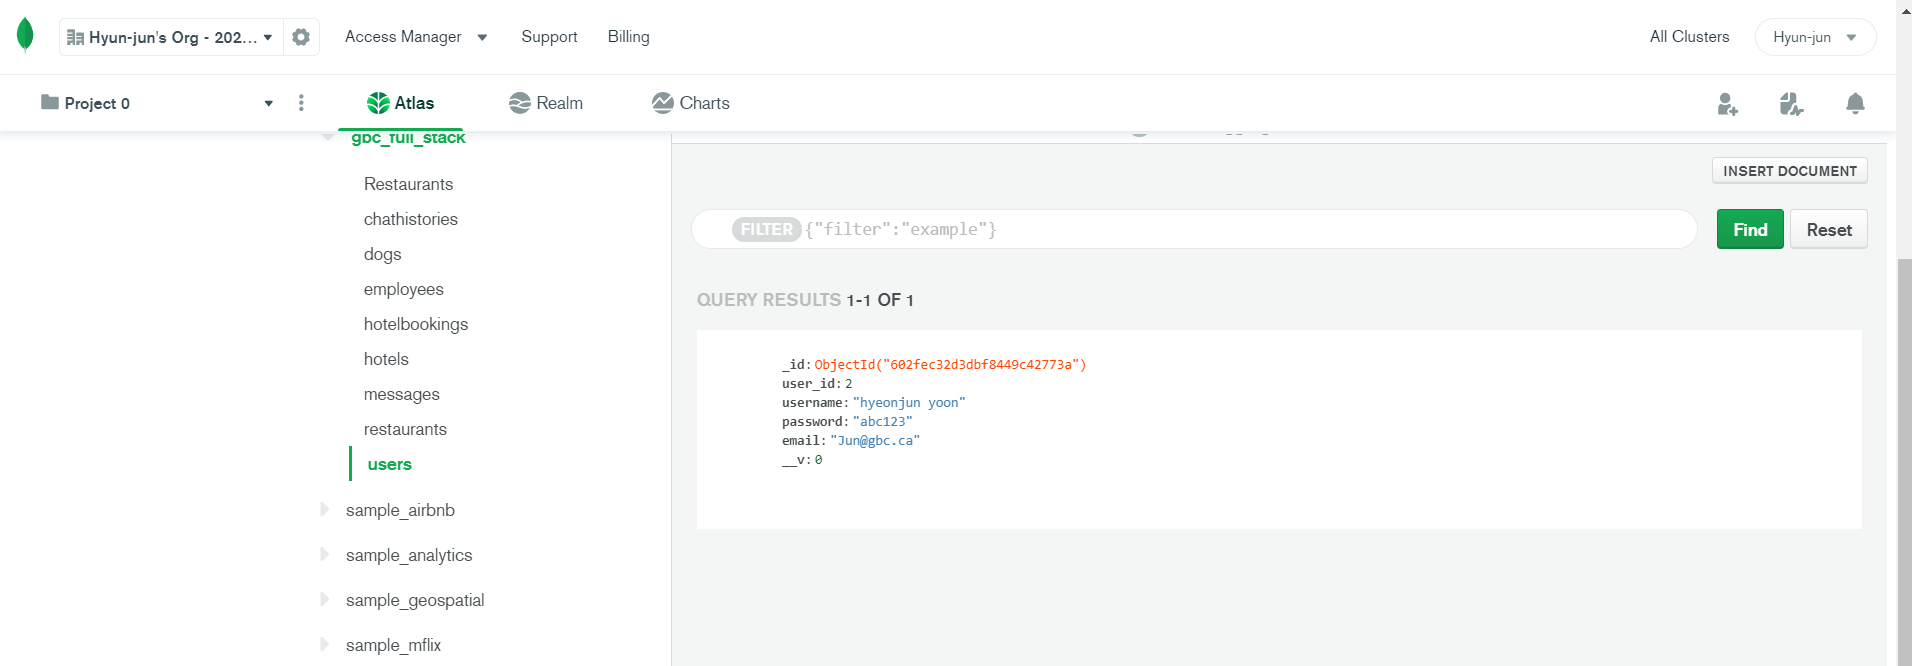 Hyun-jun's Org - 202...
Access Manager
Support
Billing
All Clusters
Hyun-jun
Project 0
Atlas
Realm
Charts
gbc_full_stack
Restaurants
chathistories
dogs
employees
hotelbookings
hotels
messages
restaurants
users
sample_airbnb
sample_analytics
sample_geospatial
sample_mflix
INSERT DOCUMENT
FILTER {"filter":"example"}
Find
Reset
QUERY RESULTS 1-1 OF 1
_id: ObjectId("602fec32d3dbf8449c42773a")
user_id: 2
username: "hyeonjun yoon"
password: "abc123"
email: "Jun@gbc.ca"
__v: 0